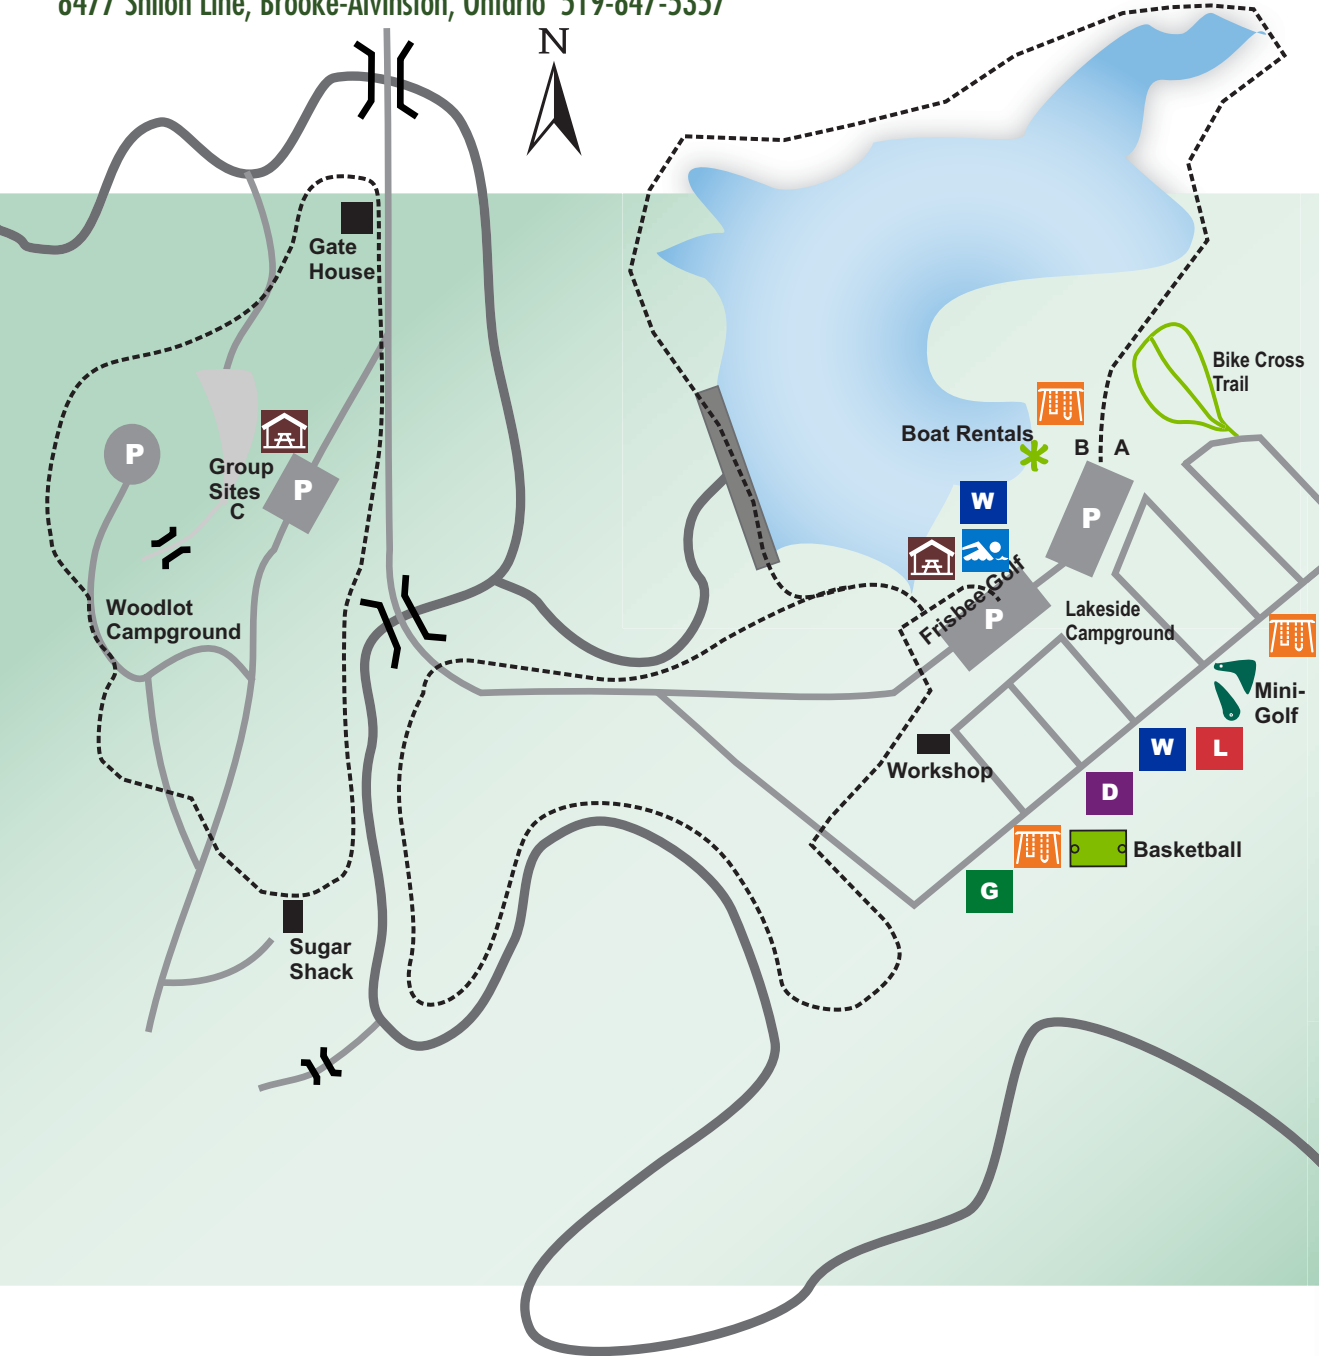 8477 Shiloh Line, Brooke-Alvinston, Ontario 519-847-5357
N
Gate
House
Bike Cross
Trail
Boat Rentals
B A
P
Group
Sites
C
P
W
P
Frisbee Golf
P
Woodlot
Campground
Lakeside
Campground
Mini-
Golf
W L
Workshop
D
Basketball
G
Sugar
Shack